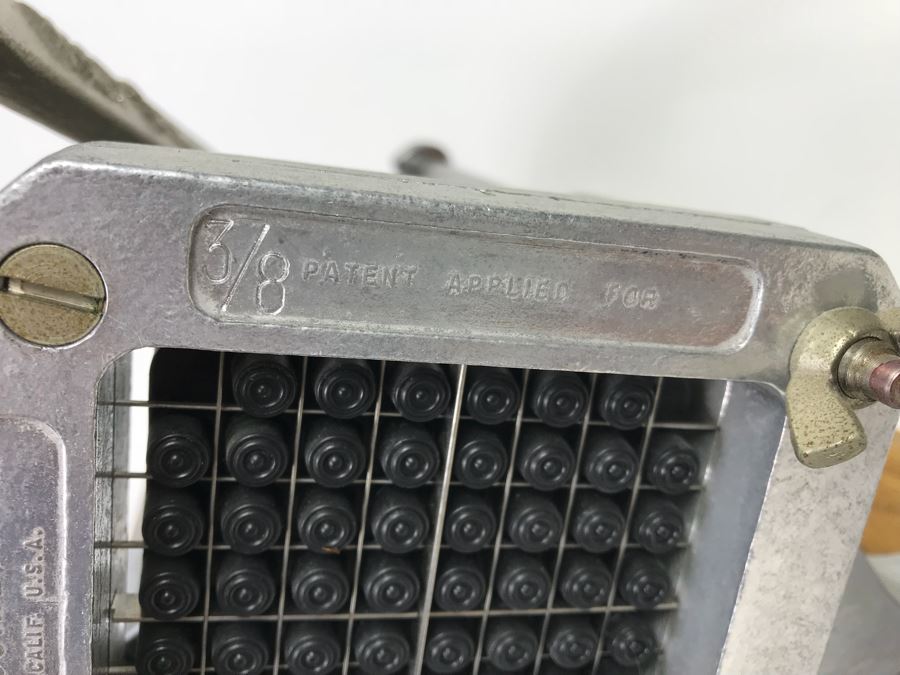 3/8 PATENT APPLIED FOR
CALIF. U.S.A.